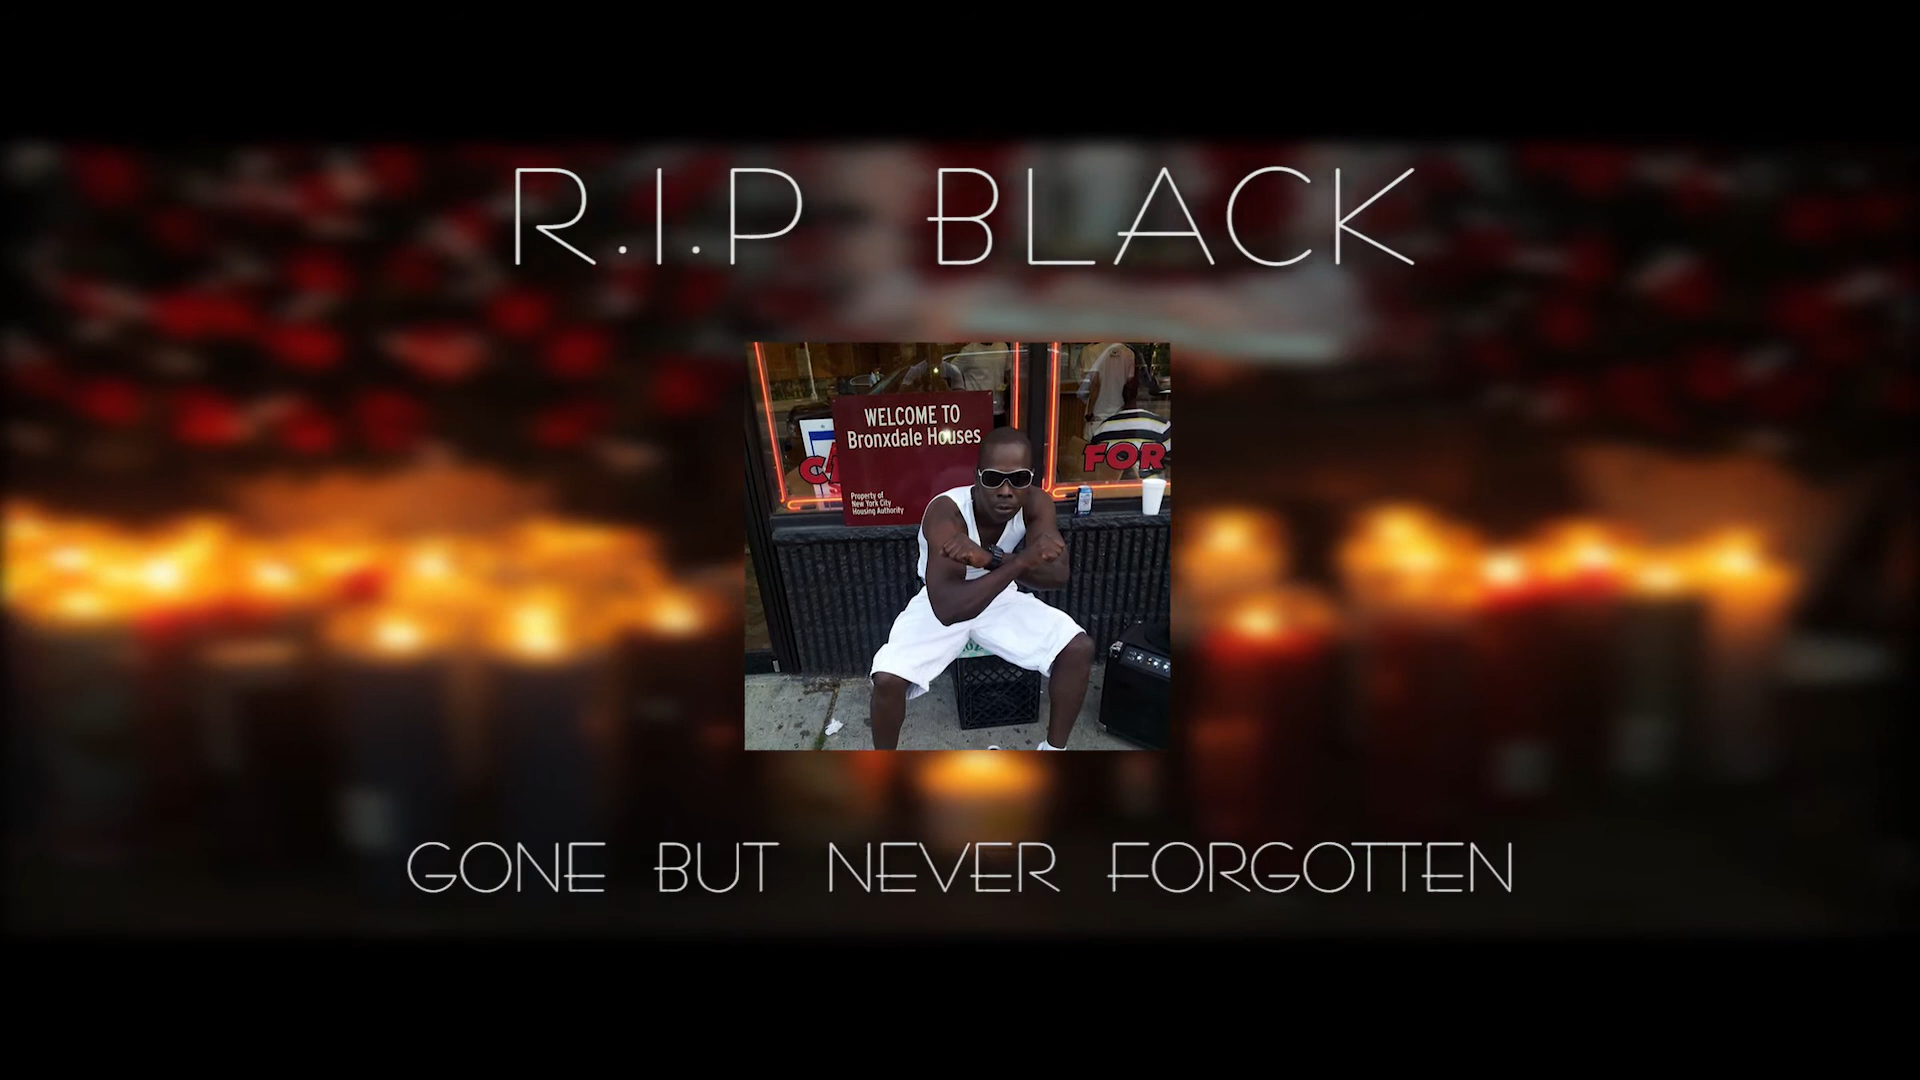 R.I.P BLACK
WELCOME TO
Bronxdale Houses
FOR
Property of
New York City
Housing Authority
GONE BUT NEVER FORGOTTEN